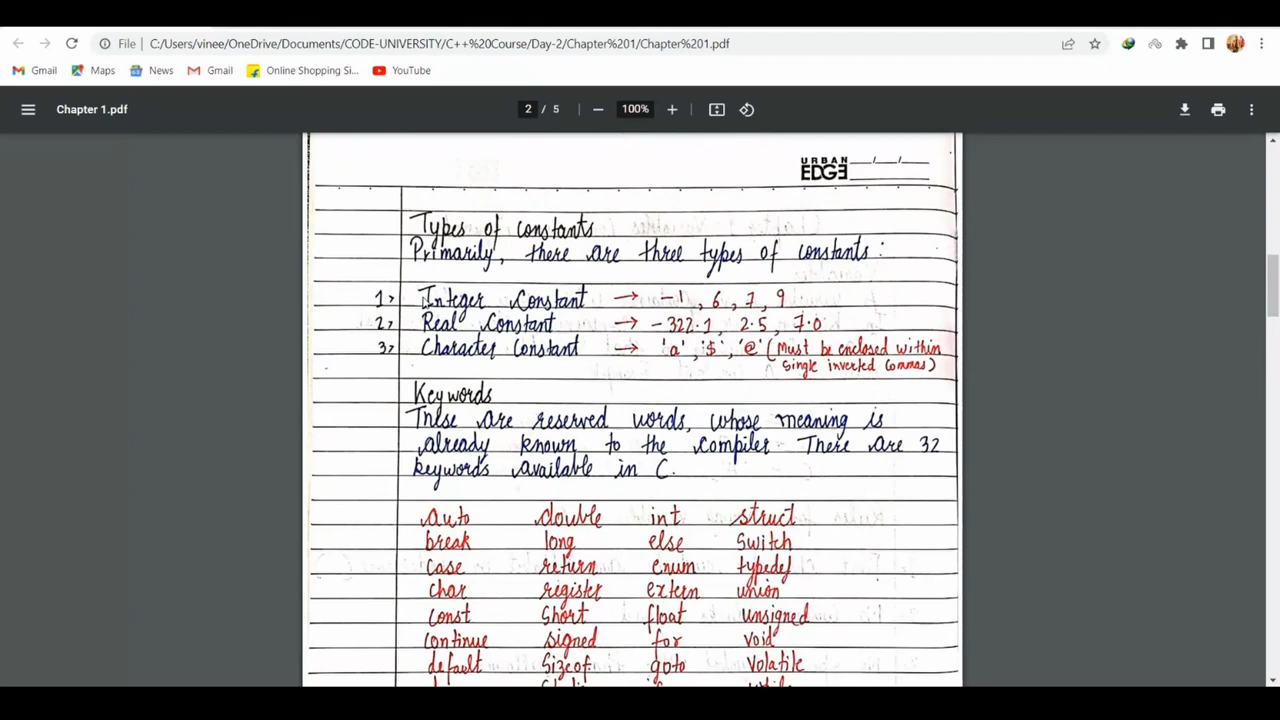 File C:/Users/vinee/OneDrive/Documents/CODE-UNIVERSITY/C++%20Course/Day-2/Chapter%201/Chapter%201.pdf
Gmail Maps News Gmail Online Shopping Si... YouTube
Chapter 1.pdf 2 / 5 100%
URBAN
EDGE __/__/__
Types of constants
Primarily, there are three types of constants :
1> Integer Constant → -1, 6, 7, 9
2> Real Constant → -322.1, 2.5, 7.0
3> Character Constant → 'a', '$', '@' (Must be enclosed within
single inverted commas)
Keywords
These are reserved words, whose meaning is
already known to the compiler There are 32
keywords available in C.
auto double int struct
break long else switch
case return enum typedef
char register extern union
const short float unsigned
continue signed for void
default sizeof goto volatile